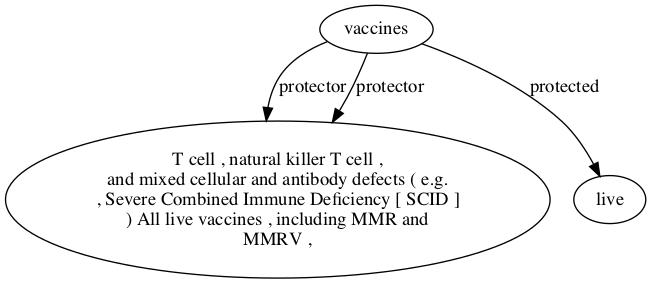 vaccines
protector
protector
protected
T cell , natural killer T cell ,
and mixed cellular and antibody defects ( e.g.
, Severe Combined Immune Deficiency [ SCID ]
) All live vaccines , including MMR and
MMRV ,
live